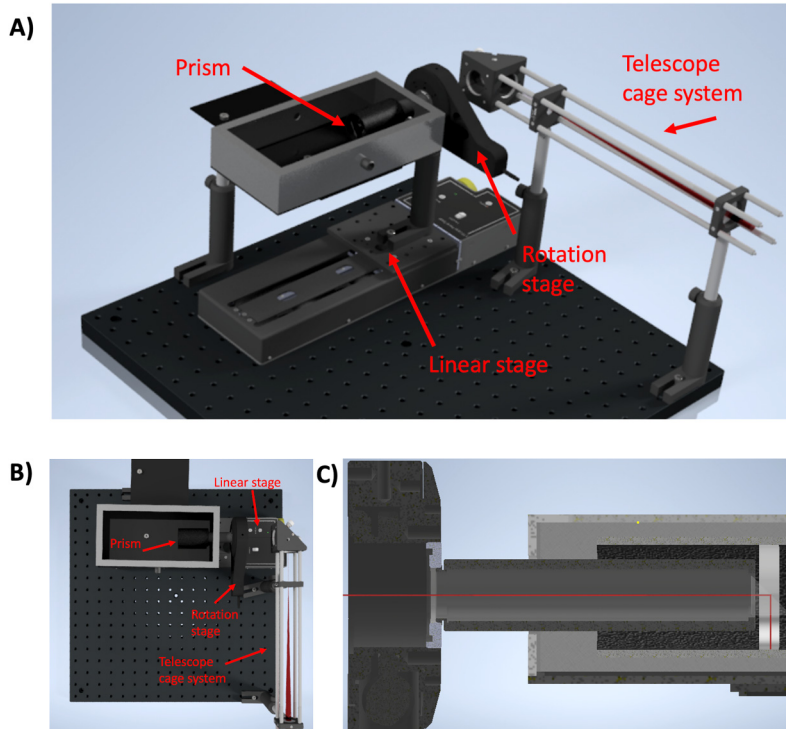 A)
Prism
Telescope
cage system
Rotation
stage
Linear stage
B)
Linear stage
Prism
Rotation
stage
Telescope
cage system
C)